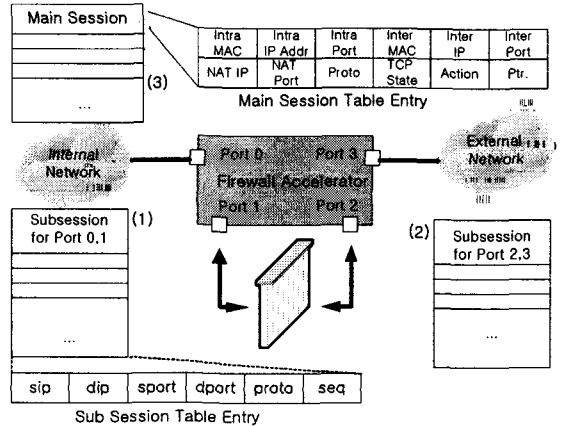 Main Session
(3)
...
Intra MAC
Intra IP Addr
Intra Port
Inter MAC
Inter IP
Inter Port
NAT IP
NAT Port
Proto
TCP State
Action
Ptr.
Main Session Table Entry
Internal Network
Port 0
Port 3
Firewall Accelerator
Port 1
Port 2
External Network
Subsession for Port 0,1
(1)
...
(2)
Subsession for Port 2,3
...
sip
dip
sport
dport
proto
seq
Sub Session Table Entry